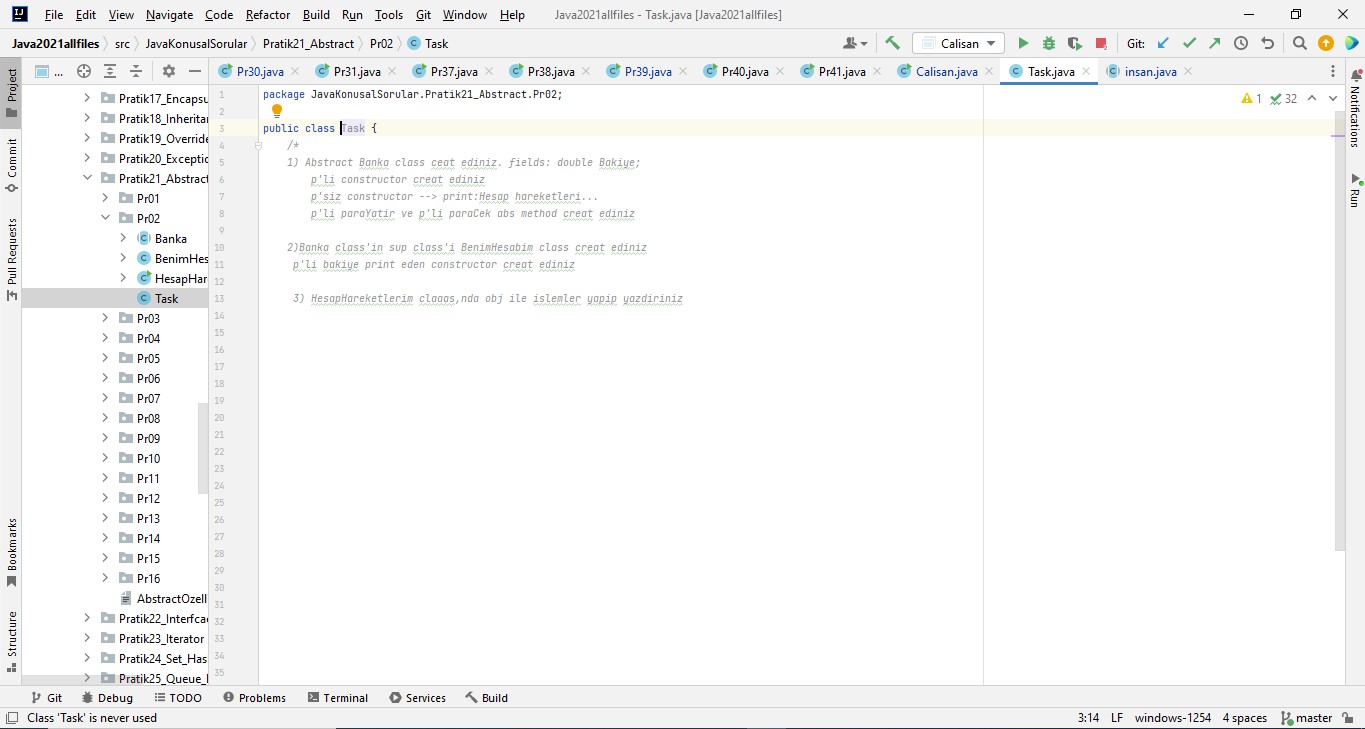 File Edit View Navigate Code Refactor Build Run Tools Git Window Help Java2021allfiles - Task.java [Java2021allfiles]
Java2021allfiles src JavaKonusalSorular Pratik21_Abstract Pr02 Task Calisan Git:
... Pr30.java Pr31.java Pr37.java Pr38.java Pr39.java Pr40.java Pr41.java Calisan.java Task.java insan.java
Project
Commit
Pull Requests
Bookmarks
Structure
Pratik17_Encapsu
Pratik18_Inheritan
Pratik19_Override
Pratik20_Exceptic
Pratik21_Abstract
Pr01
Pr02
Banka
BenimHes
HesapHar
Task
Pr03
Pr04
Pr05
Pr06
Pr07
Pr08
Pr09
Pr10
Pr11
Pr12
Pr13
Pr14
Pr15
Pr16
AbstractOzell
Pratik22_Interfcae
Pratik23_Iterator
Pratik24_Set_Has
Pratik25_Queue_
1 package JavaKonusalSorular.Pratik21_Abstract.Pr02;
2
3 public class Task {
4 /*
5 1) Abstract Banka class ceat ediniz. fields: double Bakiye;
6 p'li constructor creat ediniz
7 p'siz constructor --> print:Hesap hareketleri...
8 p'li paraYatir ve p'li paraCek abs method creat ediniz
9
10 2)Banka class'in sup class'i BenimHesabim class creat ediniz
11 p'li bakiye print eden constructor creat ediniz
12
13 3) HesapHareketlerim claaas,nda obj ile islemler yapip yazdiriniz
14
15
16
17
18
19
20
21
22
23
24
25
26
27
28
29
30
31
32
33
34
35
1 32
Notifications
Run
Git Debug TODO Problems Terminal Services Build
Class 'Task' is never used 3:14 LF windows-1254 4 spaces master